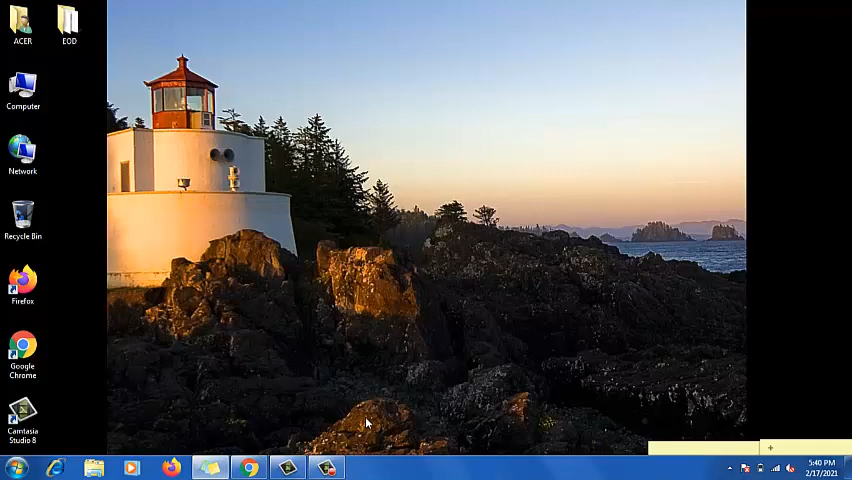 ACER
EOD
Computer
Network
Recycle Bin
Firefox
Google
Chrome
Camtasia
Studio 8
5:40 PM
2/17/2021